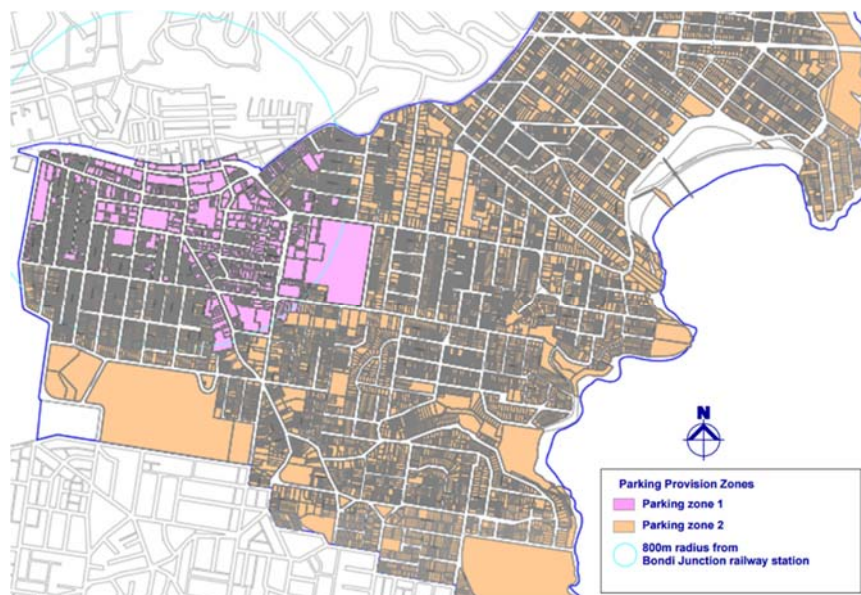 N
Parking Provision Zones
Parking zone 1
Parking zone 2
800m radius from
Bondi Junction railway station